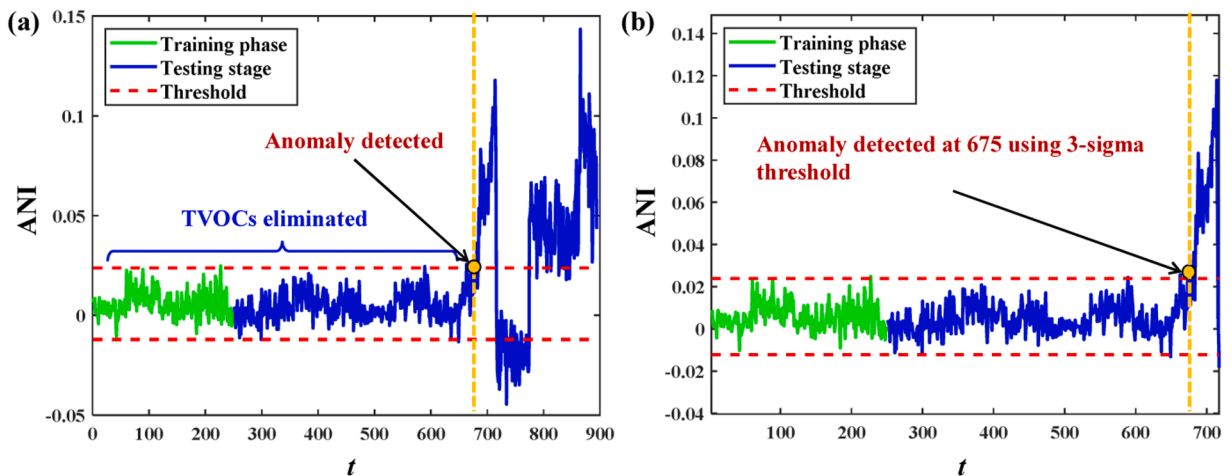 (a)
0.15
0.1
0.05
0
-0.05
ANI
Training phase
Testing stage
Threshold
Anomaly detected
TVOCs eliminated
0 100 200 300 400 500 600 700 800 900
t
(b)
0.14
0.12
0.1
0.08
0.06
0.04
0.02
0
-0.02
-0.04
ANI
Training phase
Testing stage
Threshold
Anomaly detected at 675 using 3-sigma
threshold
100 200 300 400 500 600 700
t